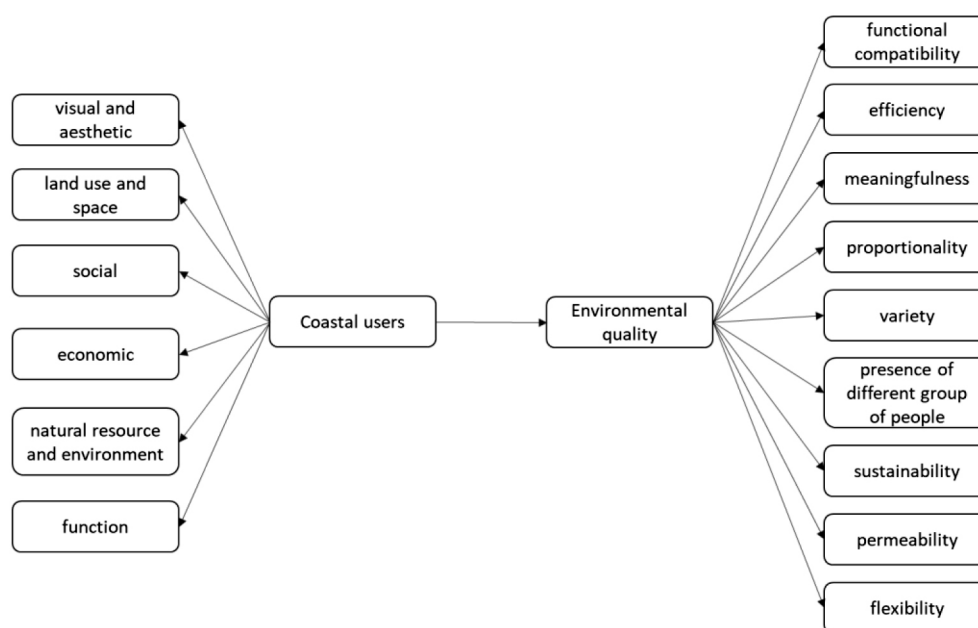 visual and
aesthetic
land use and
space
social
economic
natural resource
and environment
function
Coastal users
Environmental
quality
functional
compatibility
efficiency
meaningfulness
proportionality
variety
presence of
different group
of people
sustainability
permeability
flexibility